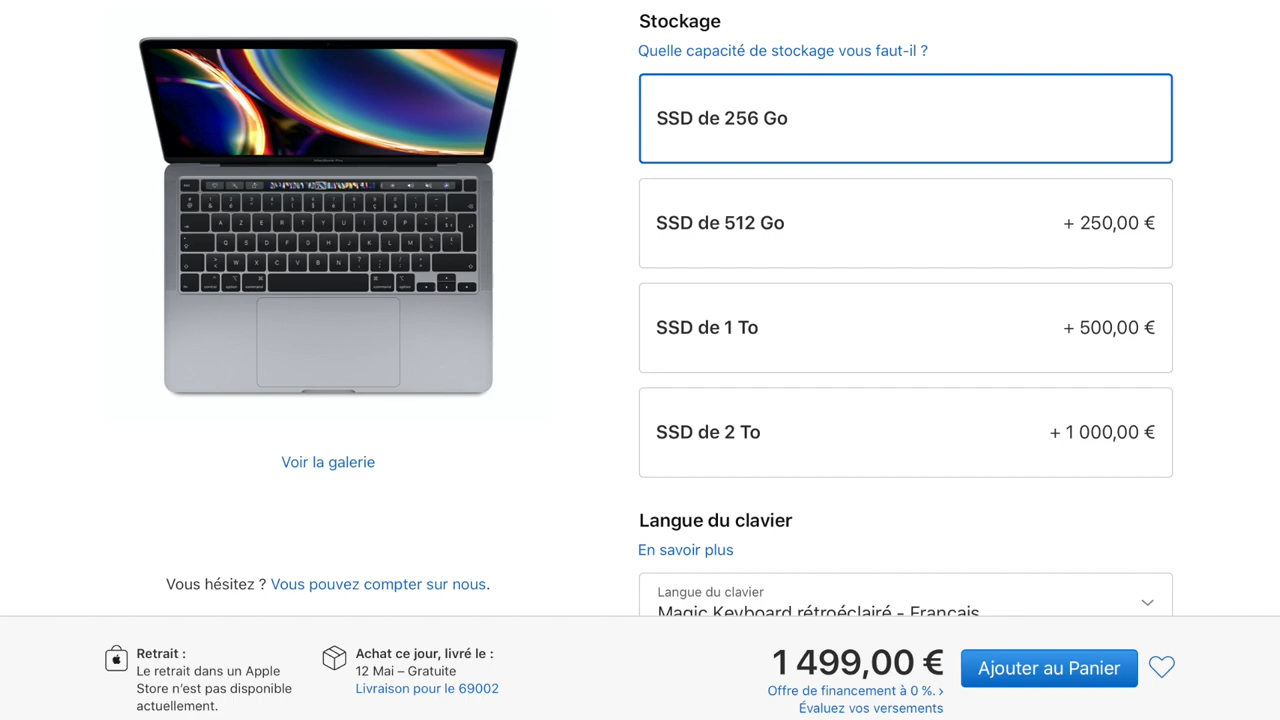 Stockage
Quelle capacité de stockage vous faut-il ?
SSD de 256 Go
SSD de 512 Go + 250,00 €
SSD de 1 To + 500,00 €
SSD de 2 To + 1 000,00 €
Voir la galerie
Langue du clavier
En savoir plus
Vous hésitez ? Vous pouvez compter sur nous.
Langue du clavier
Magic Keyboard rétroéclairé - Français
Retrait :
Le retrait dans un Apple
Store n'est pas disponible
actuellement.
Achat ce jour, livré le :
12 Mai – Gratuite
Livraison pour le 69002
1 499,00 €
Offre de financement à 0 %. ›
Évaluez vos versements
Ajouter au Panier